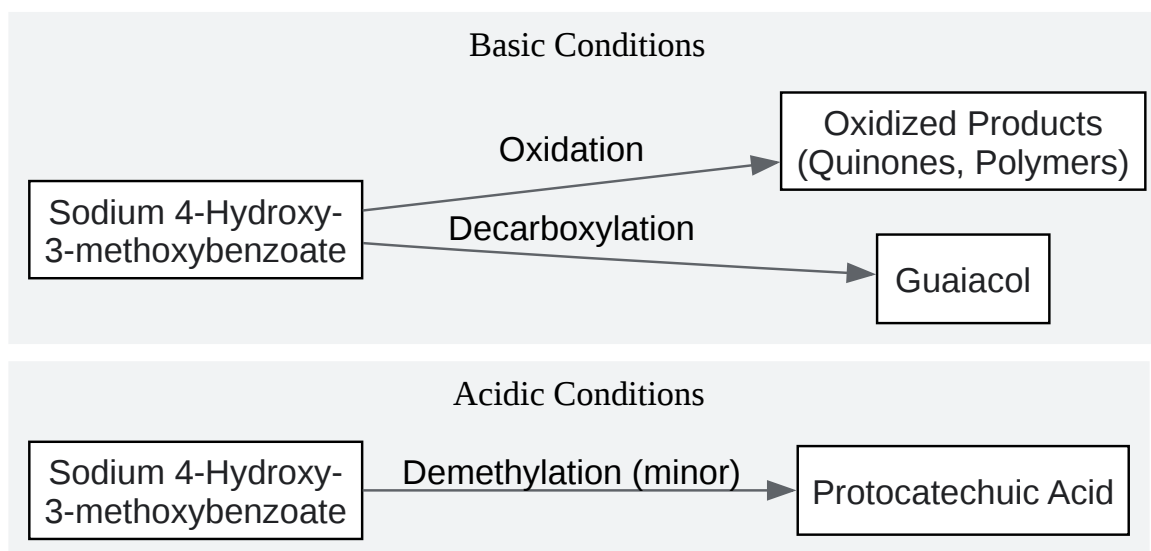 Basic Conditions
Oxidation
Oxidized Products
(Quinones, Polymers)
Sodium 4-Hydroxy-
3-methoxybenzoate
Decarboxylation
Guaiacol
Acidic Conditions
Sodium 4-Hydroxy-
3-methoxybenzoate
Demethylation (minor)
Protocatechuic Acid